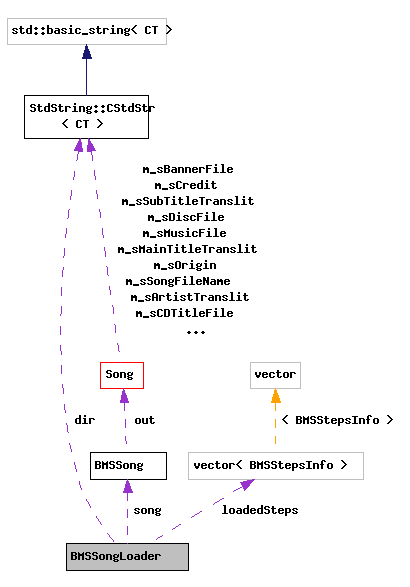 std::basic_string< CT >
StdString::CStdStr
< CT >
m_sBannerFile
m_sCredit
m_sSubTitleTranslit
m_sDiscFile
m_sMusicFile
m_sMainTitleTranslit
m_sOrigin
m_sSongFileName
m_sArtistTranslit
m_sCDTitleFile
...
Song
vector
dir
out
< BMSStepsInfo >
BMSSong
vector< BMSStepsInfo >
song
loadedSteps
BMSSongLoader